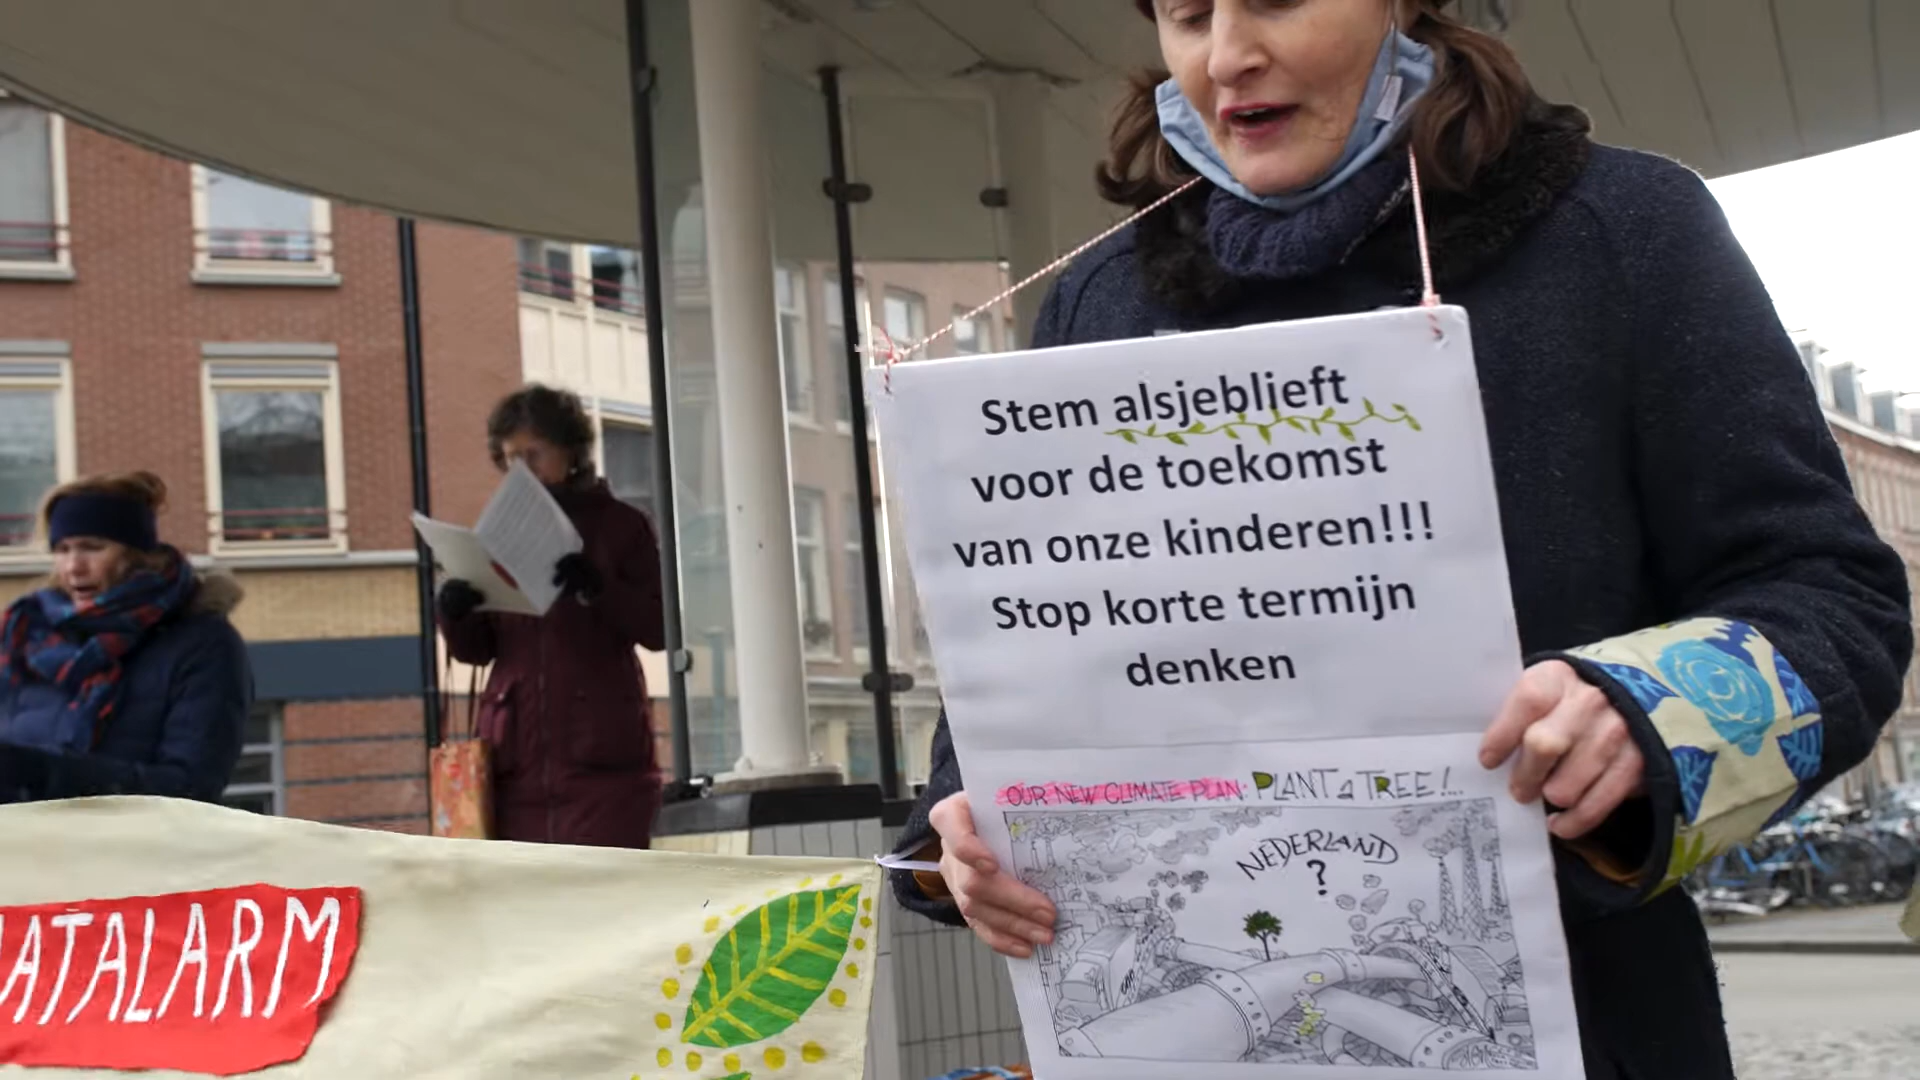 Stem alsjeblieft
voor de toekomst
van onze kinderen!!!
Stop korte termijn
denken
OUR NEW CLIMATE PLAN: PLANT a TREE!...
NEDERLAND
?
ATALARM